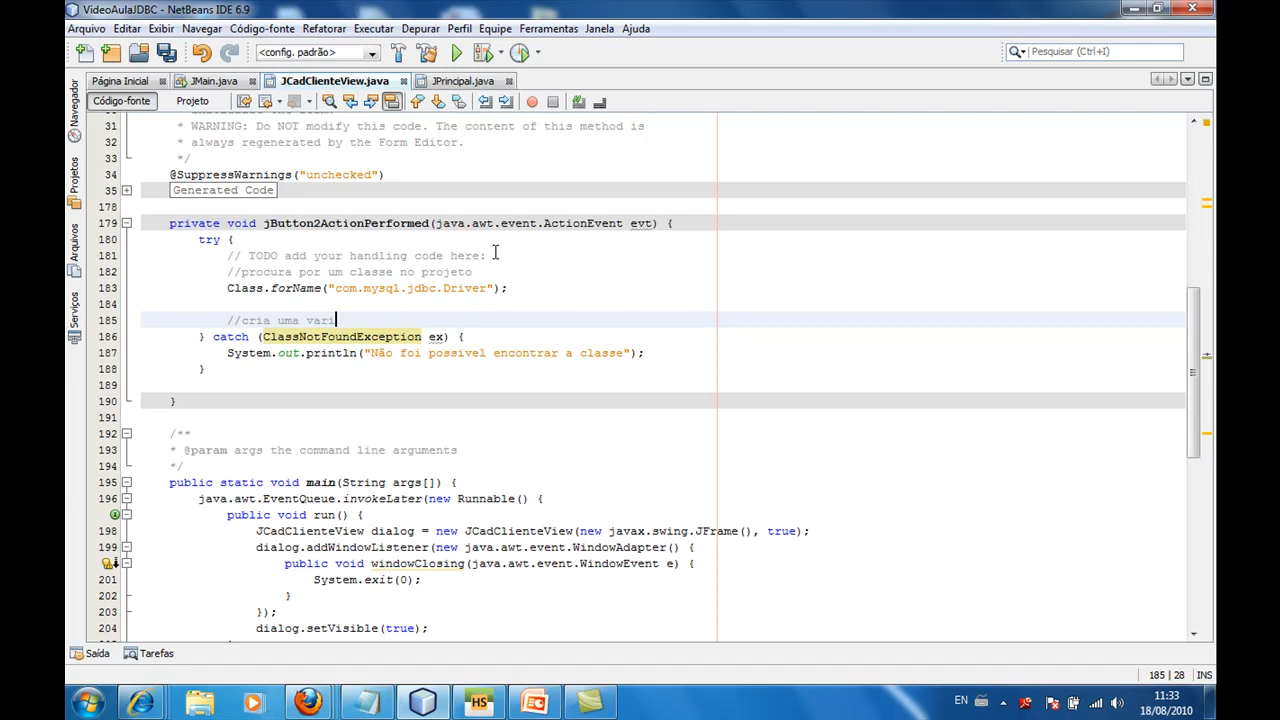 VideoAulaJDBC - NetBeans IDE 6.9
Arquivo Editar Exibir Navegar Código-fonte Refatorar Executar Depurar Perfil Equipe Ferramentas Janela Ajuda
<config. padrão> Pesquisar (Ctrl+I)
Página Inicial JMain.java JCadClienteView.java JPrincipal.java
Código-fonte Projeto
Navegador
Projetos
Arquivos
Serviços
31 * WARNING: Do NOT modify this code. The content of this method is
32 * always regenerated by the Form Editor.
33 */
34 @SuppressWarnings("unchecked")
35 Generated Code
178
179 private void jButton2ActionPerformed(java.awt.event.ActionEvent evt) {
180 try {
181 // TODO add your handling code here:
182 //procura por um classe no projeto
183 Class.forName("com.mysql.jdbc.Driver");
184
185 //cria uma vari
186 } catch (ClassNotFoundException ex) {
187 System.out.println("Não foi possivel encontrar a classe");
188 }
189
190 }
191
192 /**
193 * @param args the command line arguments
194 */
195 public static void main(String args[]) {
196 java.awt.EventQueue.invokeLater(new Runnable() {
public void run() {
198 JCadClienteView dialog = new JCadClienteView(new javax.swing.JFrame(), true);
199 dialog.addWindowListener(new java.awt.event.WindowAdapter() {
public void windowClosing(java.awt.event.WindowEvent e) {
201 System.exit(0);
202 }
203 });
204 dialog.setVisible(true);
Saída Tarefas
185 | 28 INS
HS EN 11:33
18/08/2010